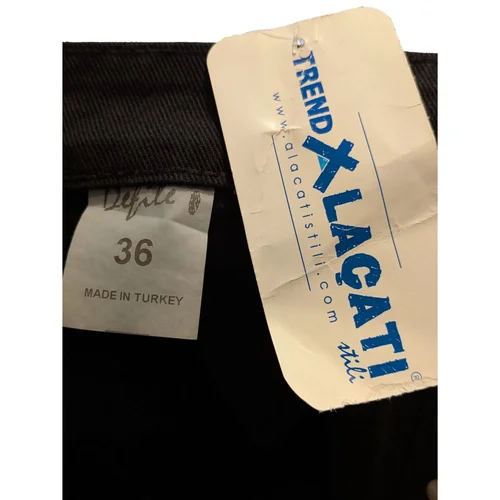 Defile
36
MADE IN TURKEY
TREND
ALAÇATI
stili
www.alacatistili.com
®